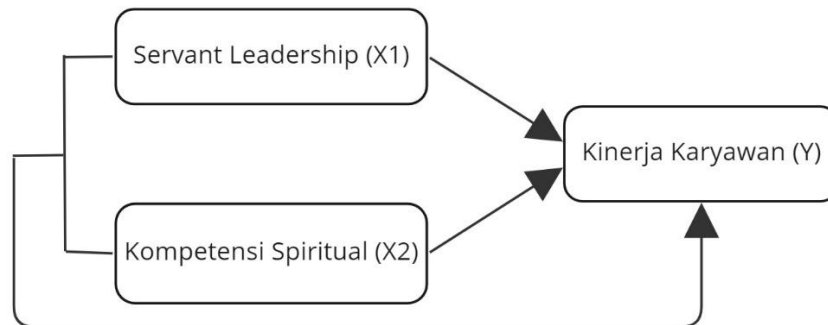 Servant Leadership (X1)
Kinerja Karyawan (Y)
Kompetensi Spiritual (X2)